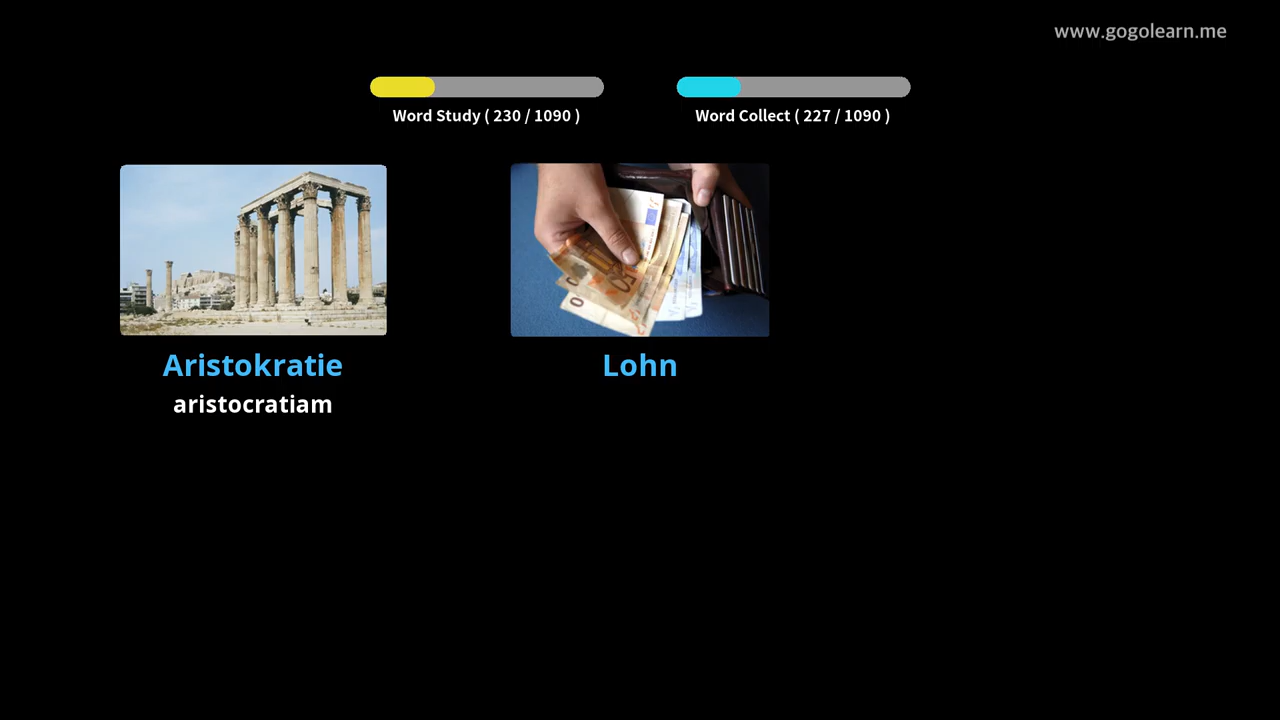 www.gogolearn.me
Word Study ( 230 / 1090 )
Word Collect ( 227 / 1090 )
Aristokratie
aristocratiam
Lohn